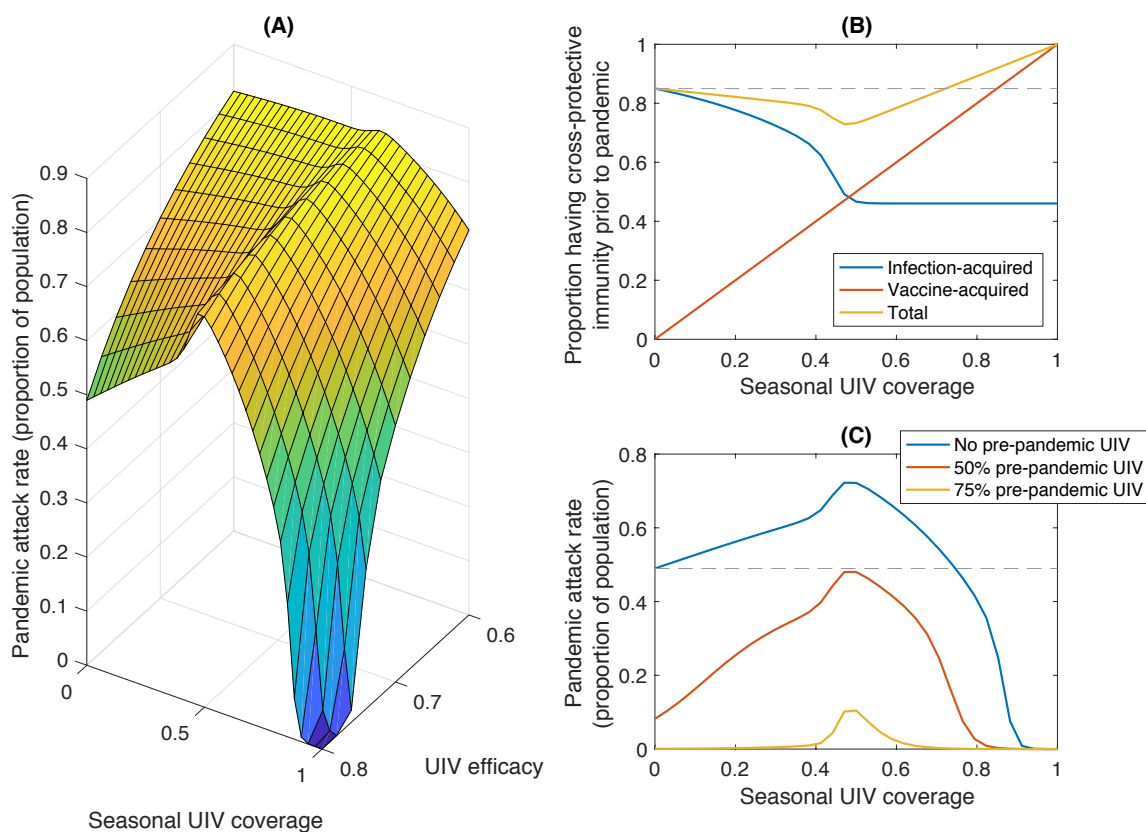 (A)
Pandemic attack rate (proportion of population)
0.9
0.8
0.7
0.6
0.5
0.4
0.3
0.2
0.1
0
0
0.5
1
Seasonal UIV coverage
0.8
0.7
0.6
UIV efficacy
(B)
Proportion having cross-protective
immunity prior to pandemic
1
0.8
0.6
0.4
0.2
0
0
0.2
0.4
0.6
0.8
1
Seasonal UIV coverage
Infection-acquired
Vaccine-acquired
Total
(C)
No pre-pandemic UIV
50% pre-pandemic UIV
75% pre-pandemic UIV
Pandemic attack rate
(proportion of population)
0.8
0.6
0.4
0.2
0
0
0.2
0.4
0.6
0.8
1
Seasonal UIV coverage